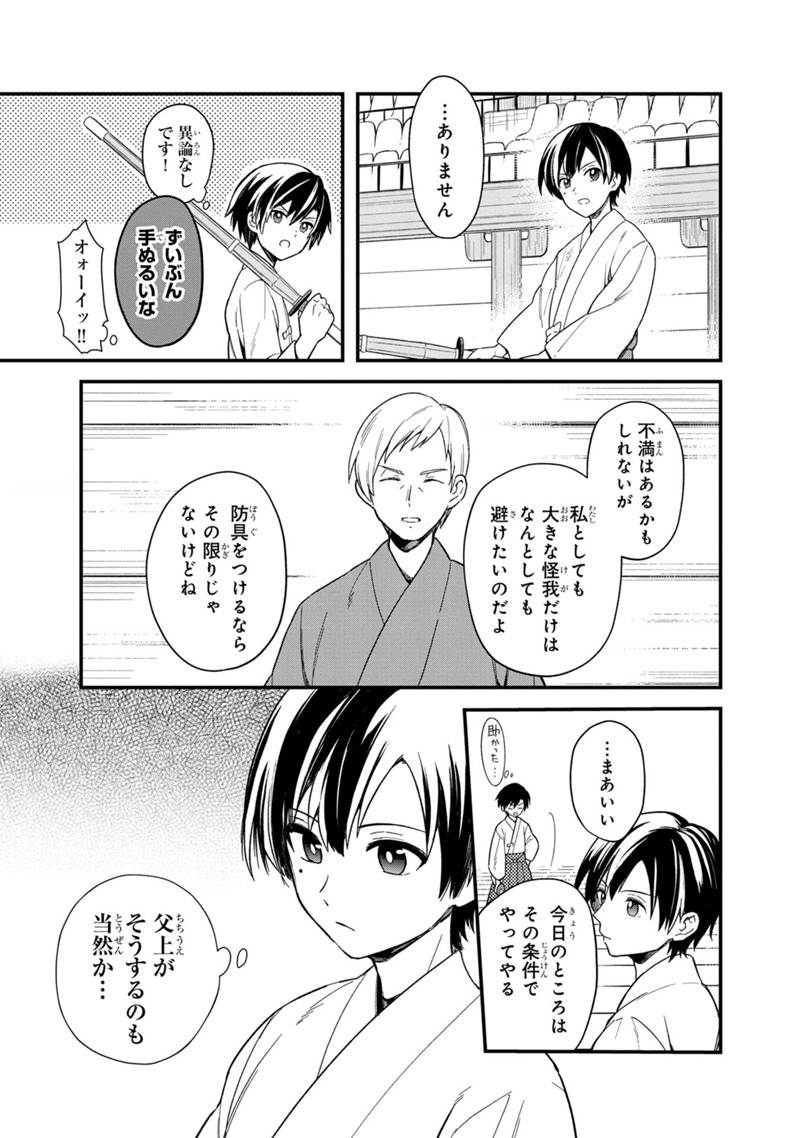 …ありません
異論なし
です!
ずいぶん
手ぬるいな
オォーイッ!!
不満はあるかも
しれないが
私としても
大きな怪我だけは
なんとしても
避けたいのだよ
防具をつけるなら
その限りじゃ
ないけどね
…まあいい
助かった…
今日のところは
その条件で
やってやる
父上が
そうするのも
当然か…